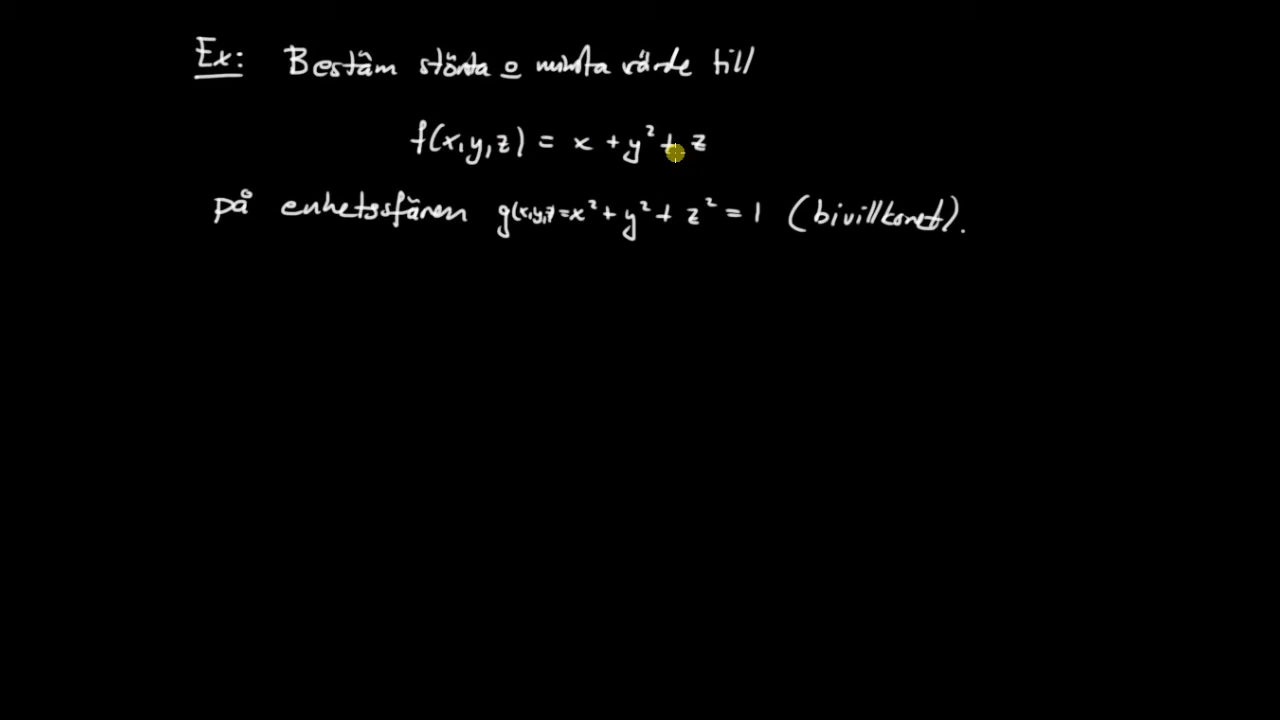 Ex: Bestäm största o minsta värde till
f(x,y,z) = x + y² + z
på enhetssfären g(x,y,z)=x² + y² + z² = 1 (bivillkoret).